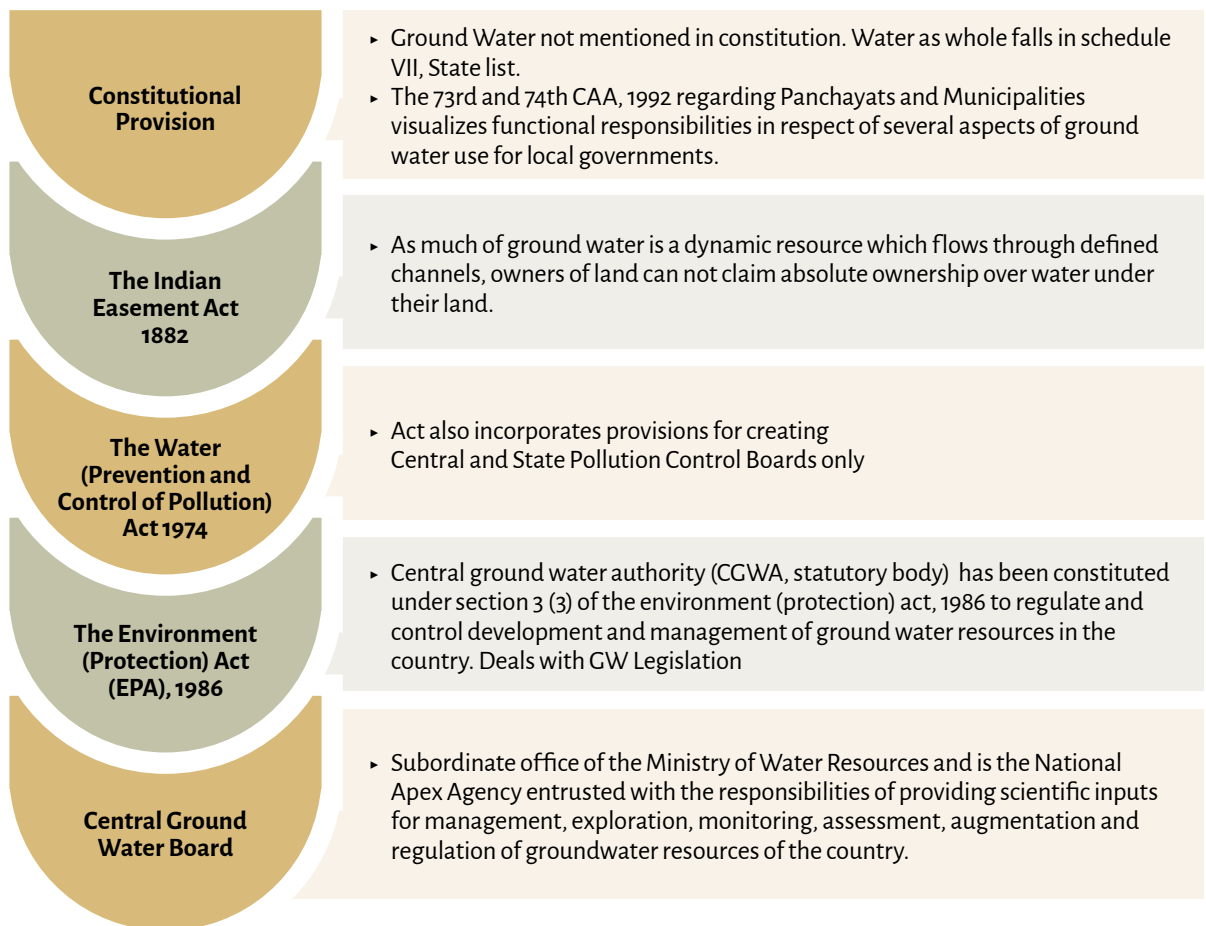 Constitutional
Provision
▸ Ground Water not mentioned in constitution. Water as whole falls in schedule
VII, State list.
▸ The 73rd and 74th CAA, 1992 regarding Panchayats and Municipalities
visualizes functional responsibilities in respect of several aspects of ground
water use for local governments.
The Indian
Easement Act
1882
▸ As much of ground water is a dynamic resource which flows through defined
channels, owners of land can not claim absolute ownership over water under
their land.
The Water
(Prevention and
Control of Pollution)
Act 1974
▸ Act also incorporates provisions for creating
Central and State Pollution Control Boards only
The Environment
(Protection) Act
(EPA), 1986
▸ Central ground water authority (CGWA, statutory body) has been constituted
under section 3 (3) of the environment (protection) act, 1986 to regulate and
control development and management of ground water resources in the
country. Deals with GW Legislation
Central Ground
Water Board
▸ Subordinate office of the Ministry of Water Resources and is the National
Apex Agency entrusted with the responsibilities of providing scientific inputs
for management, exploration, monitoring, assessment, augmentation and
regulation of groundwater resources of the country.